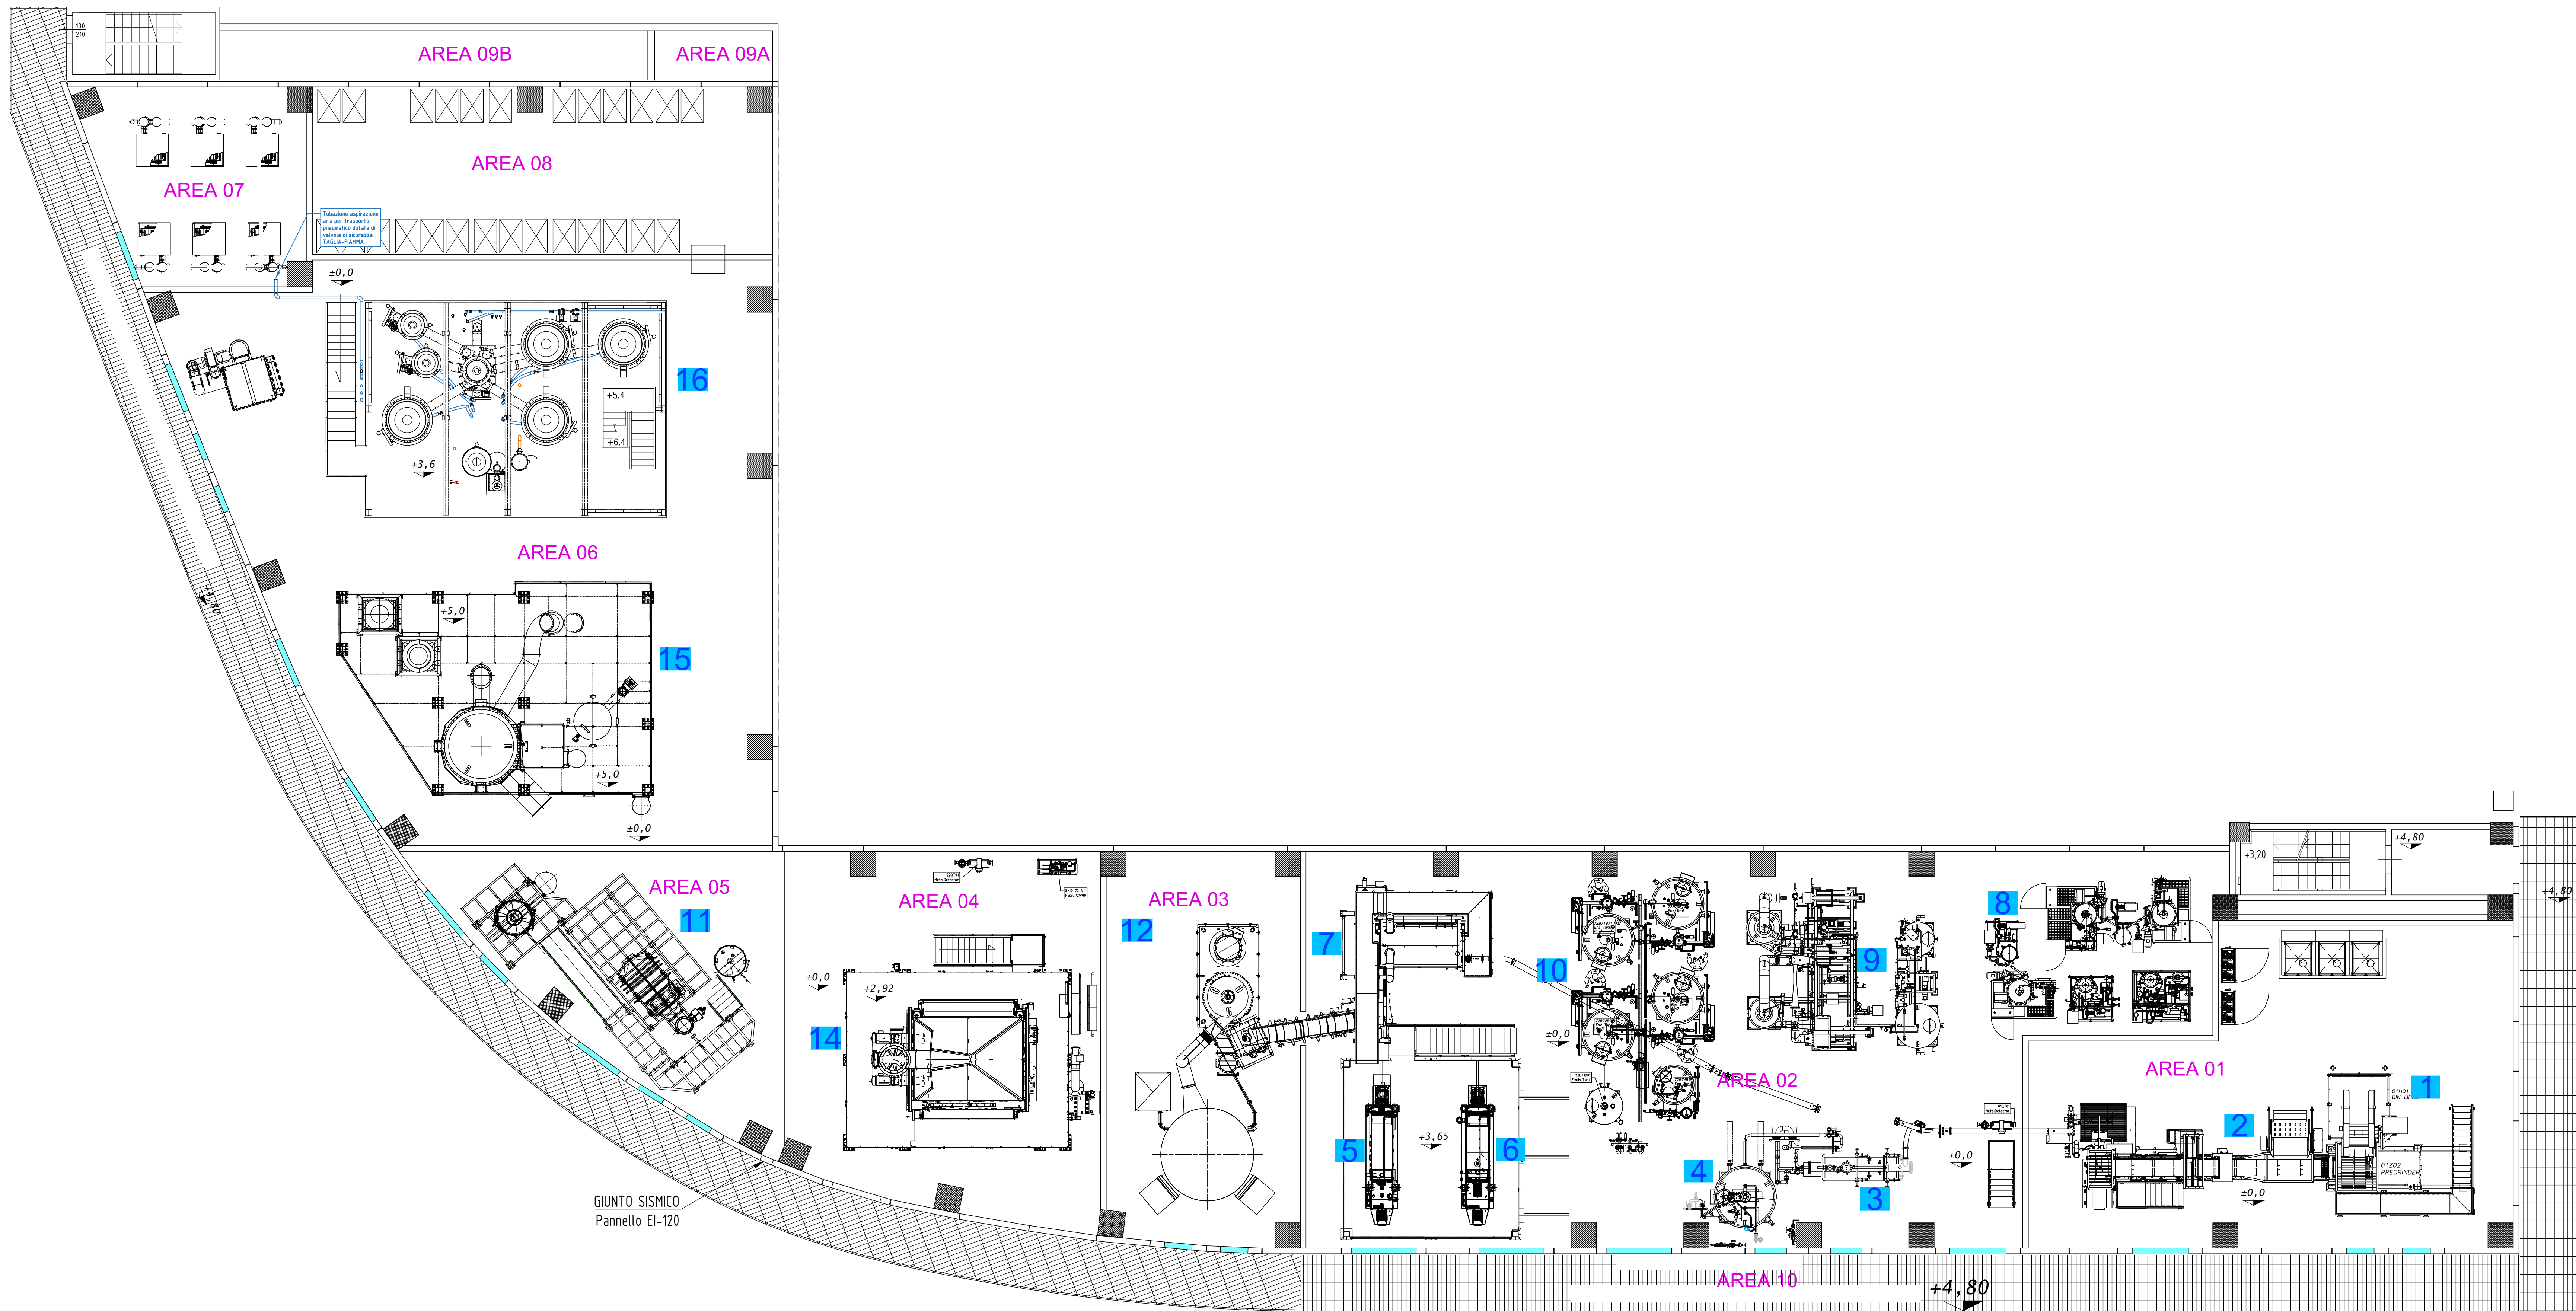 100
210
AREA 09B
AREA 09A
AREA 08
AREA 07
Tubazione aspirazione
aria per trasporto
pneumatico dotata di
valvola di sicurezza
TAGLIA-FIAMMA
±0,0
16
+5.4
+6.4
+3,6
AREA 06
+4,80
+5,0
15
+5,0
±0,0
AREA 05
11
AREA 04
MetalDetector
AREA 03
12
±0,0
+2,92
14
GIUNTO SISMICO
Pannello EI-120
7
10
±0,0
5
+3,65
6
AREA 02
9
8
4
3
±0,0
MetalDetector
AREA 01
2
1
01H01
01Z02
PREGRINDER
±0,0
+3,20
+4,80
+4,80
AREA 10
+4,80